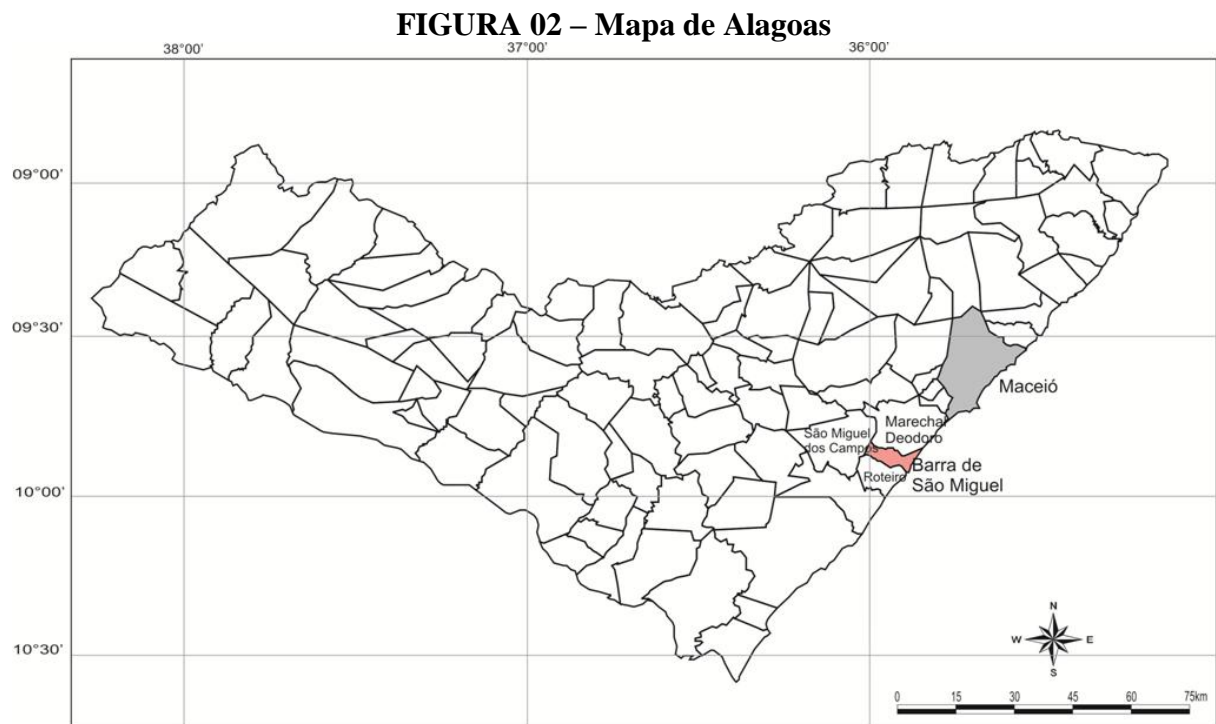 FIGURA 02 – Mapa de Alagoas
38°00'
37°00'
36°00'
09°00'
09°30'
10°00'
10°30'
Maceió
Marechal
Deodoro
São Miguel
dos Campos
Barra de
São Miguel
Roteiro
N
W
E
S
0 15 30 45 60 75km